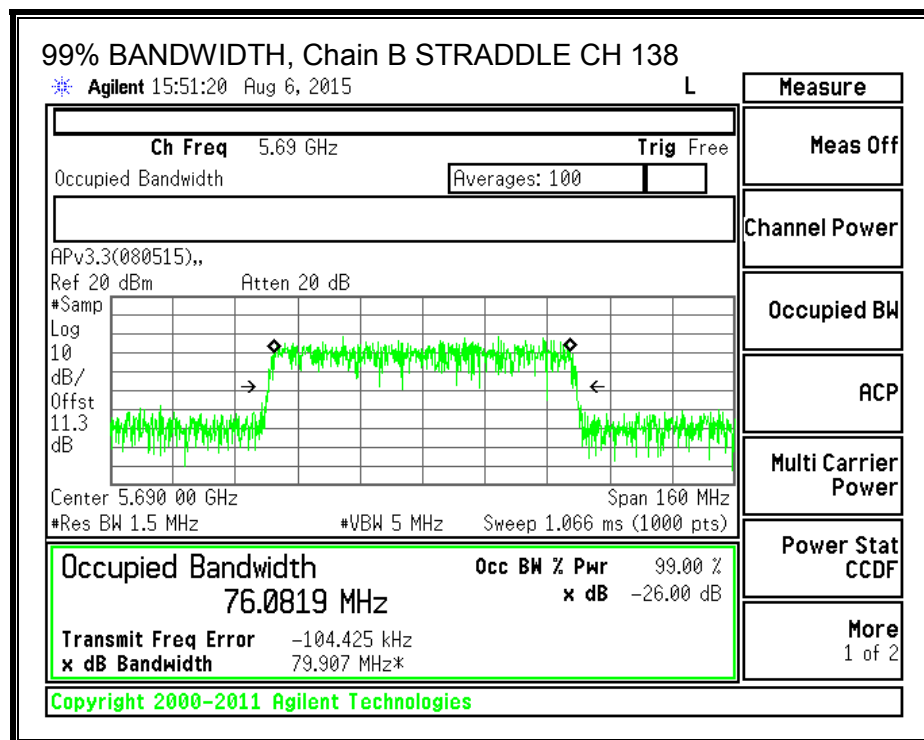 99% BANDWIDTH, Chain B STRADDLE CH 138
Agilent 15:51:20 Aug 6, 2015 L
Measure
Ch Freq 5.69 GHz Trig Free
Occupied Bandwidth Averages: 100
APv3.3(080515),,
Ref 20 dBm Atten 20 dB
#Samp
Log
10
dB/
Offst
11.3
dB
Center 5.690 00 GHz Span 160 MHz
#Res BW 1.5 MHz #VBW 5 MHz Sweep 1.066 ms (1000 pts)
Occupied Bandwidth Occ BW % Pwr 99.00 %
76.0819 MHz x dB -26.00 dB
Transmit Freq Error -104.425 kHz
x dB Bandwidth 79.907 MHz*
Copyright 2000-2011 Agilent Technologies
Meas Off
Channel Power
Occupied BW
ACP
Multi Carrier
Power
Power Stat
CCDF
More
1 of 2